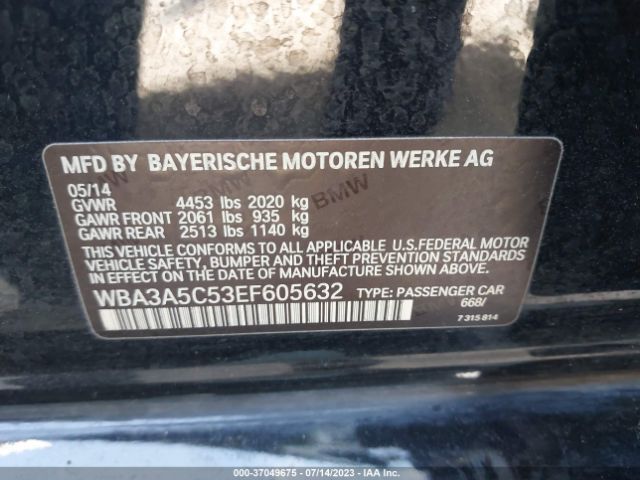 MFD BY BAYERISCHE MOTOREN WERKE AG
05/14
GVWR 4453 lbs 2020 kg
GAWR FRONT 2061 lbs 935 kg
GAWR REAR 2513 lbs 1140 kg
THIS VEHICLE CONFORMS TO ALL APPLICABLE U.S.FEDERAL MOTOR
VEHICLE SAFETY, BUMPER AND THEFT PREVENTION STANDARDS
IN EFFECT ON THE DATE OF MANUFACTURE SHOWN ABOVE.
WBA3A5C53EF605632 TYPE: PASSENGER CAR
668/
7 315 814
BMW
BMW
000-37049675 - 07/14/2023 - IAA Inc.